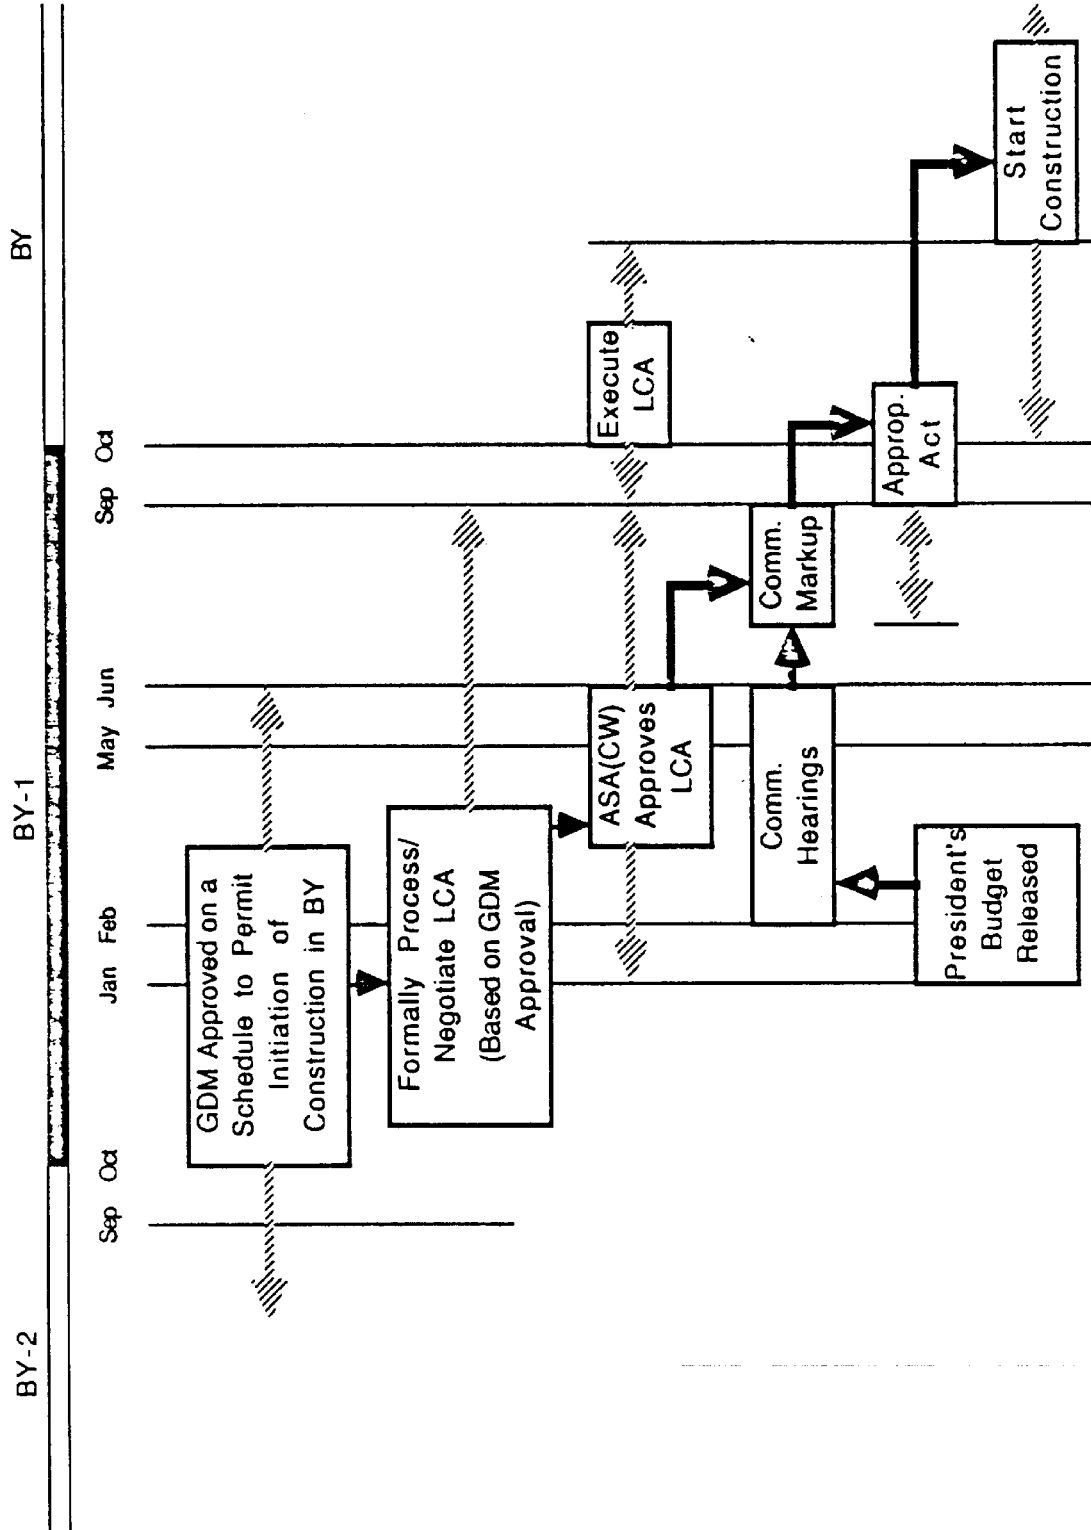 BY-2
BY-1
BY
Sep
Oct
Jan
Feb
May
Jun
Sep
Oct
GDM Approved on a
Schedule to Permit
Initiation of
Construction in BY
Formally Process/
Negotiate LCA
(Based on GDM
Approval)
ASA(CW)
Approves
LCA
Execute
LCA
Comm.
Hearings
Comm.
Markup
Approp.
Act
President's
Budget
Released
Start
Construction